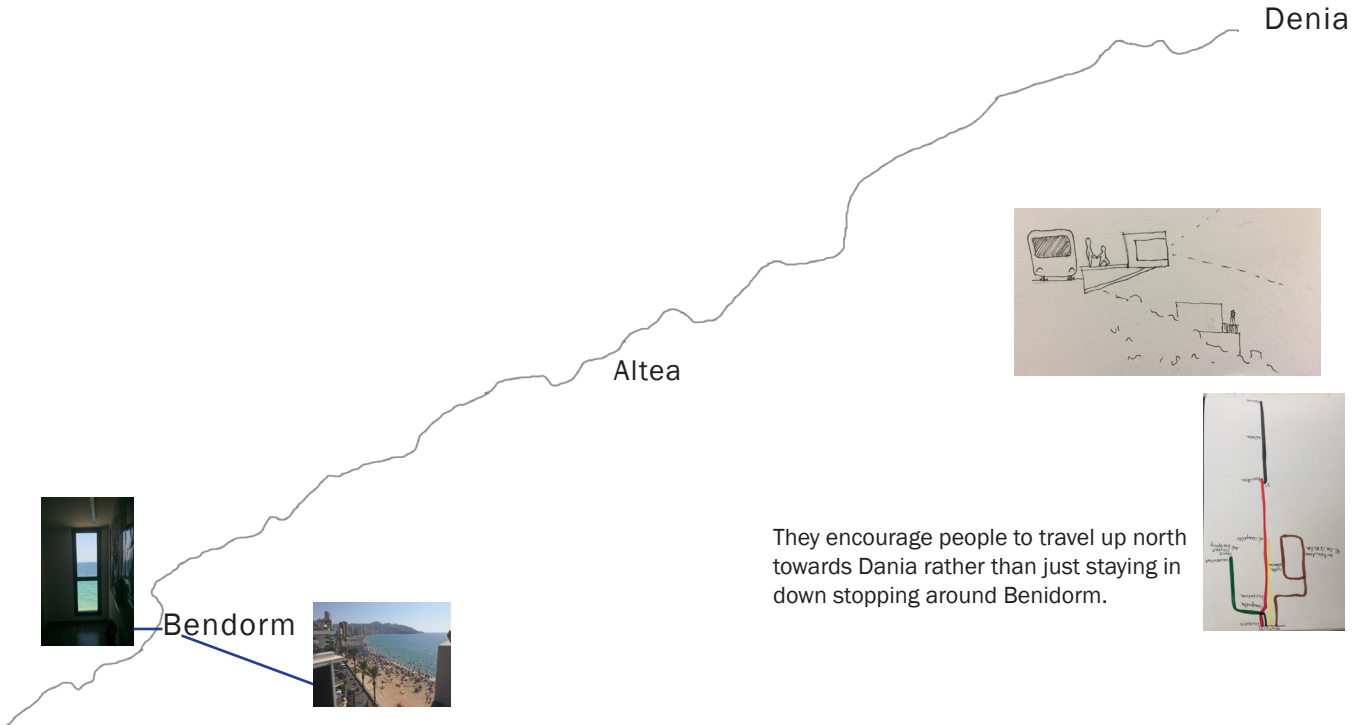 Denia
Altea
They encourage people to travel up north
towards Dania rather than just staying in
down stopping around Benidorm.
Bendorm